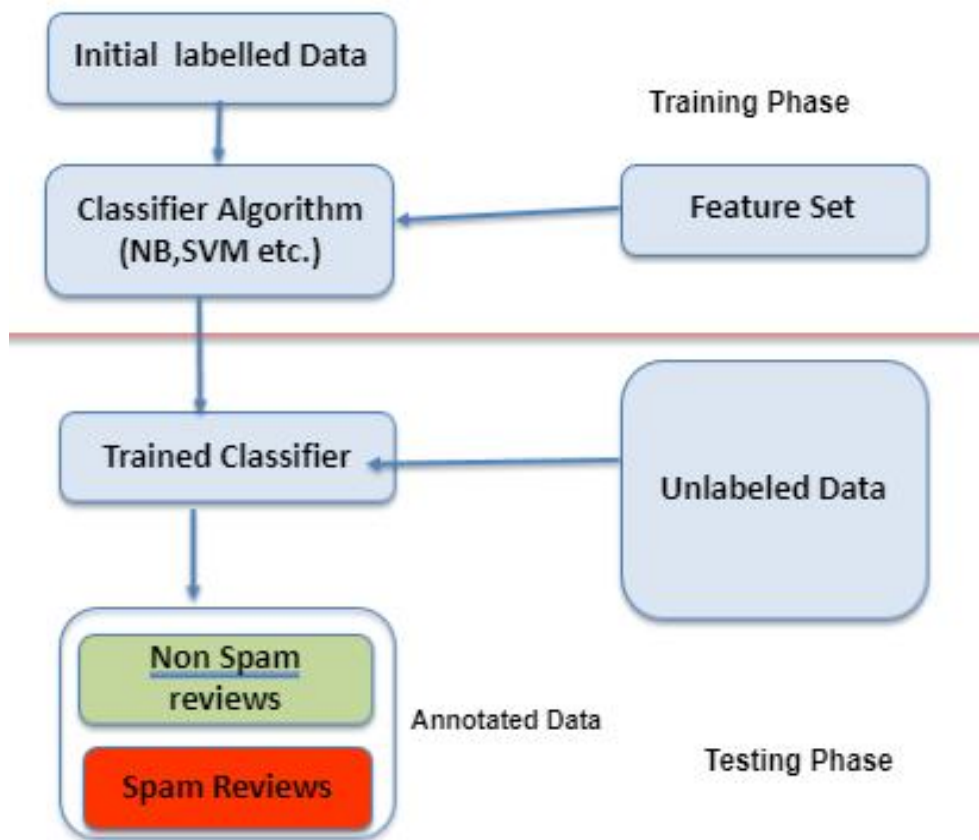 Initial labelled Data
Training Phase
Classifier Algorithm
(NB,SVM etc.)
Feature Set
Trained Classifier
Unlabeled Data
Non Spam
reviews
Annotated Data
Spam Reviews
Testing Phase